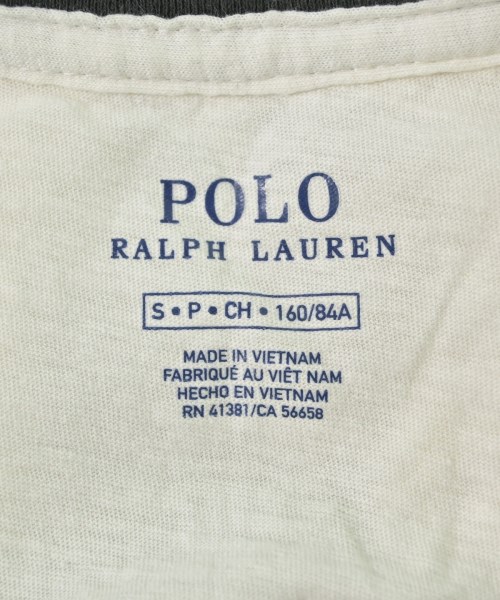 POLO
RALPH LAUREN
S • P • CH • 160/84A
MADE IN VIETNAM
FABRIQUÉ AU VIÊT NAM
HECHO EN VIETNAM
RN 41381/CA 56658